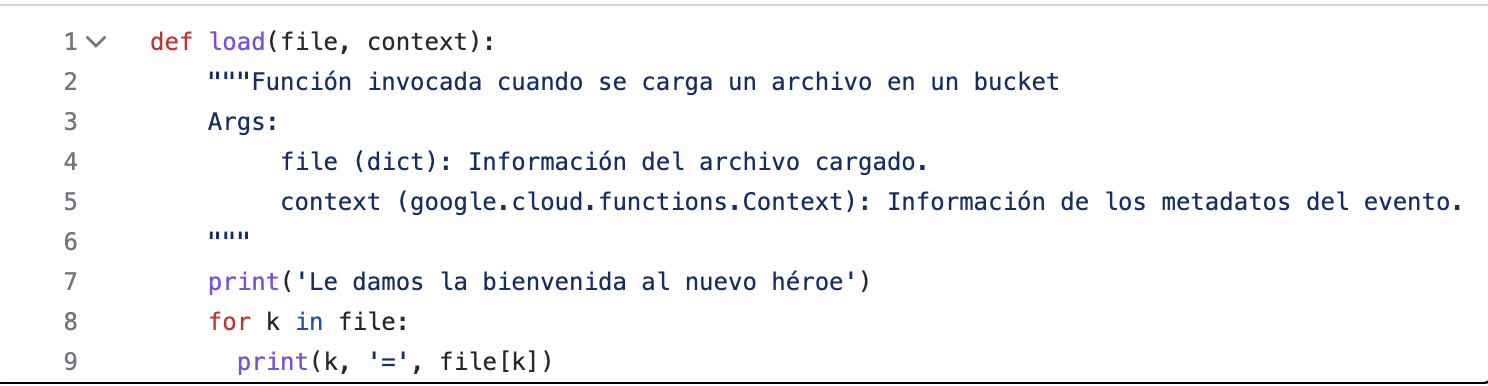 1 def load(file, context):
2 """Función invocada cuando se carga un archivo en un bucket
3 Args:
4 file (dict): Información del archivo cargado.
5 context (google.cloud.functions.Context): Información de los metadatos del evento.
6 """
7 print('Le damos la bienvenida al nuevo héroe')
8 for k in file:
9 print(k, '=', file[k])